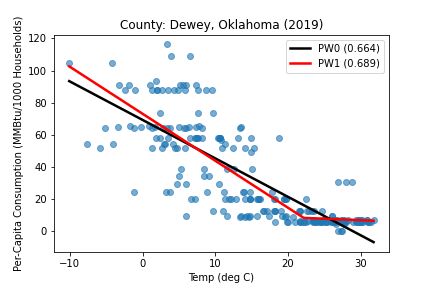 County: Dewey, Oklahoma (2019)
Per-Capita Consumption (MMBtu/1000 Households)
120
100
80
60
40
20
0
PW0 (0.664)
PW1 (0.689)
−10
0
10
20
30
Temp (deg C)